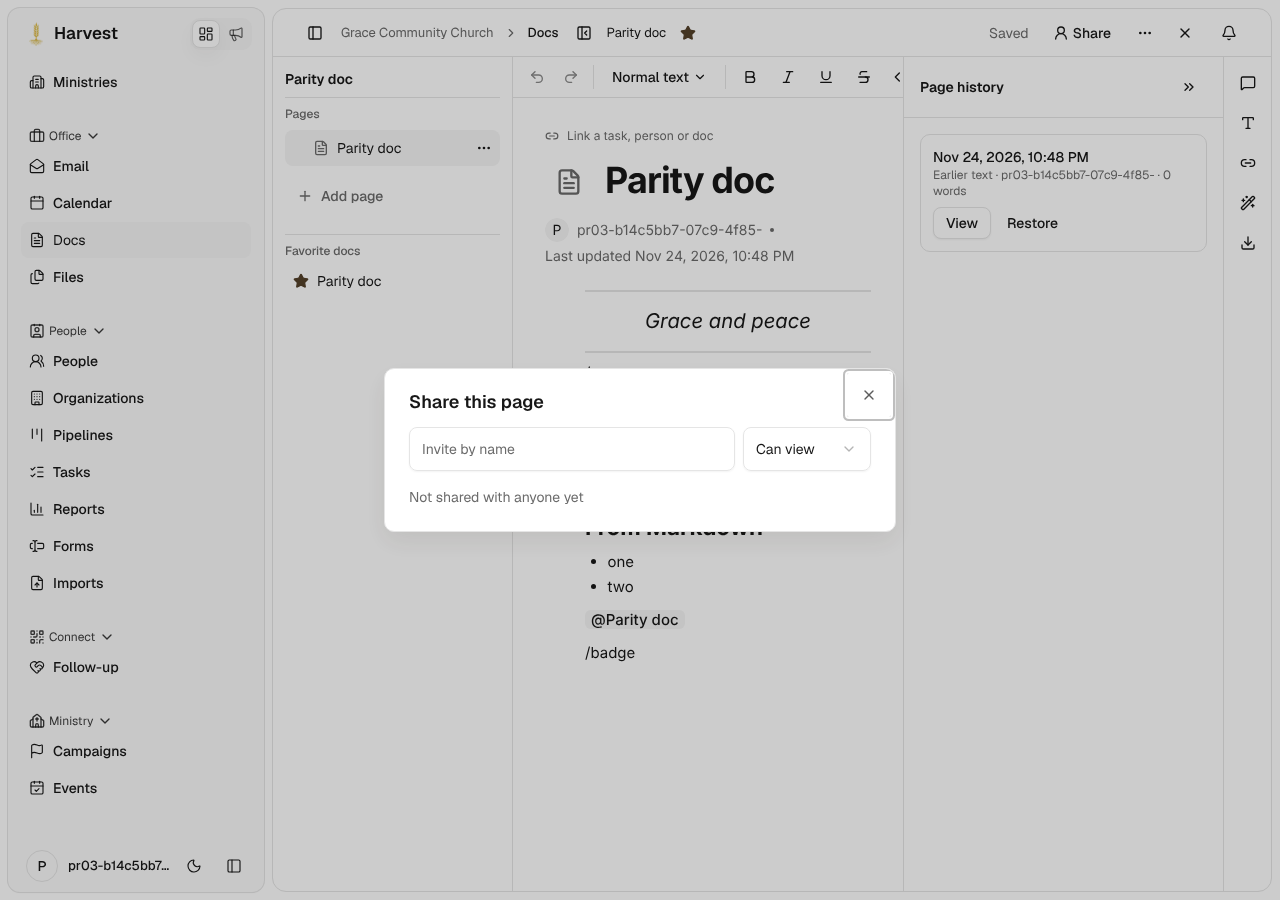 Harvest
Ministries
Office
Email
Calendar
Docs
Files
People
People
Organizations
Pipelines
Tasks
Reports
Forms
Imports
Connect
Follow-up
Ministry
Campaigns
Events
P pr03-b14c5bb7...
Grace Community Church > Docs Parity doc
Saved Share
Parity doc
Pages
Parity doc
Add page
Favorite docs
Parity doc
Normal text B I U S
Link a task, person or doc
Parity doc
P pr03-b14c5bb7-07c9-4f85- •
Last updated Nov 24, 2026, 10:48 PM
Grace and peace
Share this page
Invite by name Can view
Not shared with anyone yet
From Markdown
• one
• two
@Parity doc
/badge
Page history
Nov 24, 2026, 10:48 PM
Earlier text · pr03-b14c5bb7-07c9-4f85- · 0
words
View Restore